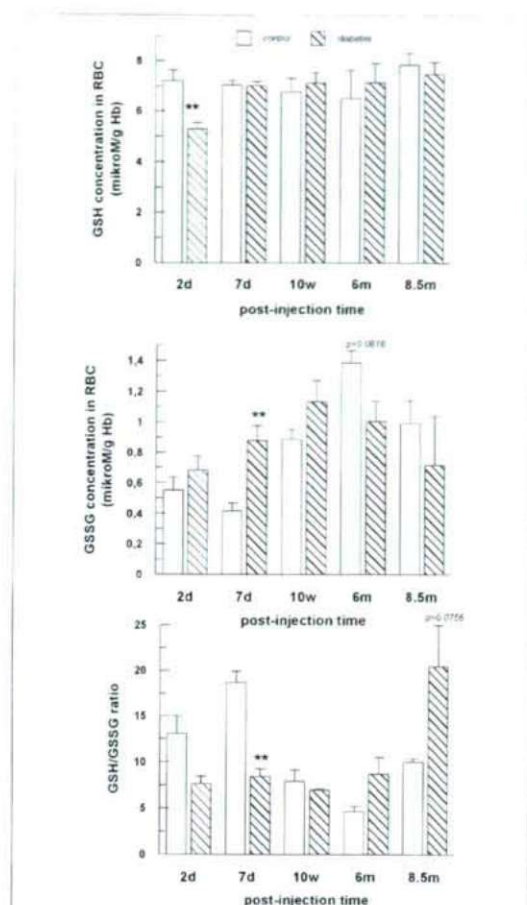 control diabetes
GSH concentration in RBC
(mikroM/g Hb)
8
6
4
2
0
**
2d 7d 10w 6m 8.5m
post-injection time
GSSG concentration in RBC
(mikroM/g Hb)
1,4
1,2
1
0,8
0,6
0,4
0,2
0
**
2d 7d 10w 6m 8.5m
post-injection time
GSH/GSSG ratio
25
20
15
10
5
0
**
p=0.0756
2d 7d 10w 6m 8.5m
post-injection time